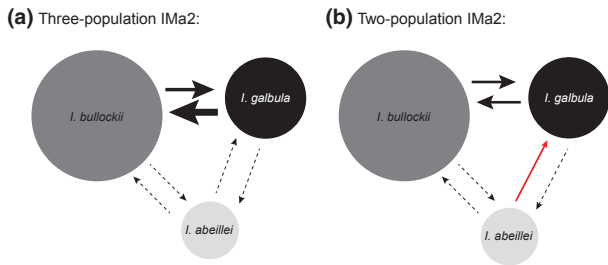 (a) Three-population IMa2:
I. bullockii
I. galbula
I. abeillei
(b) Two-population IMa2:
I. bullockii
I. galbula
I. abeillei